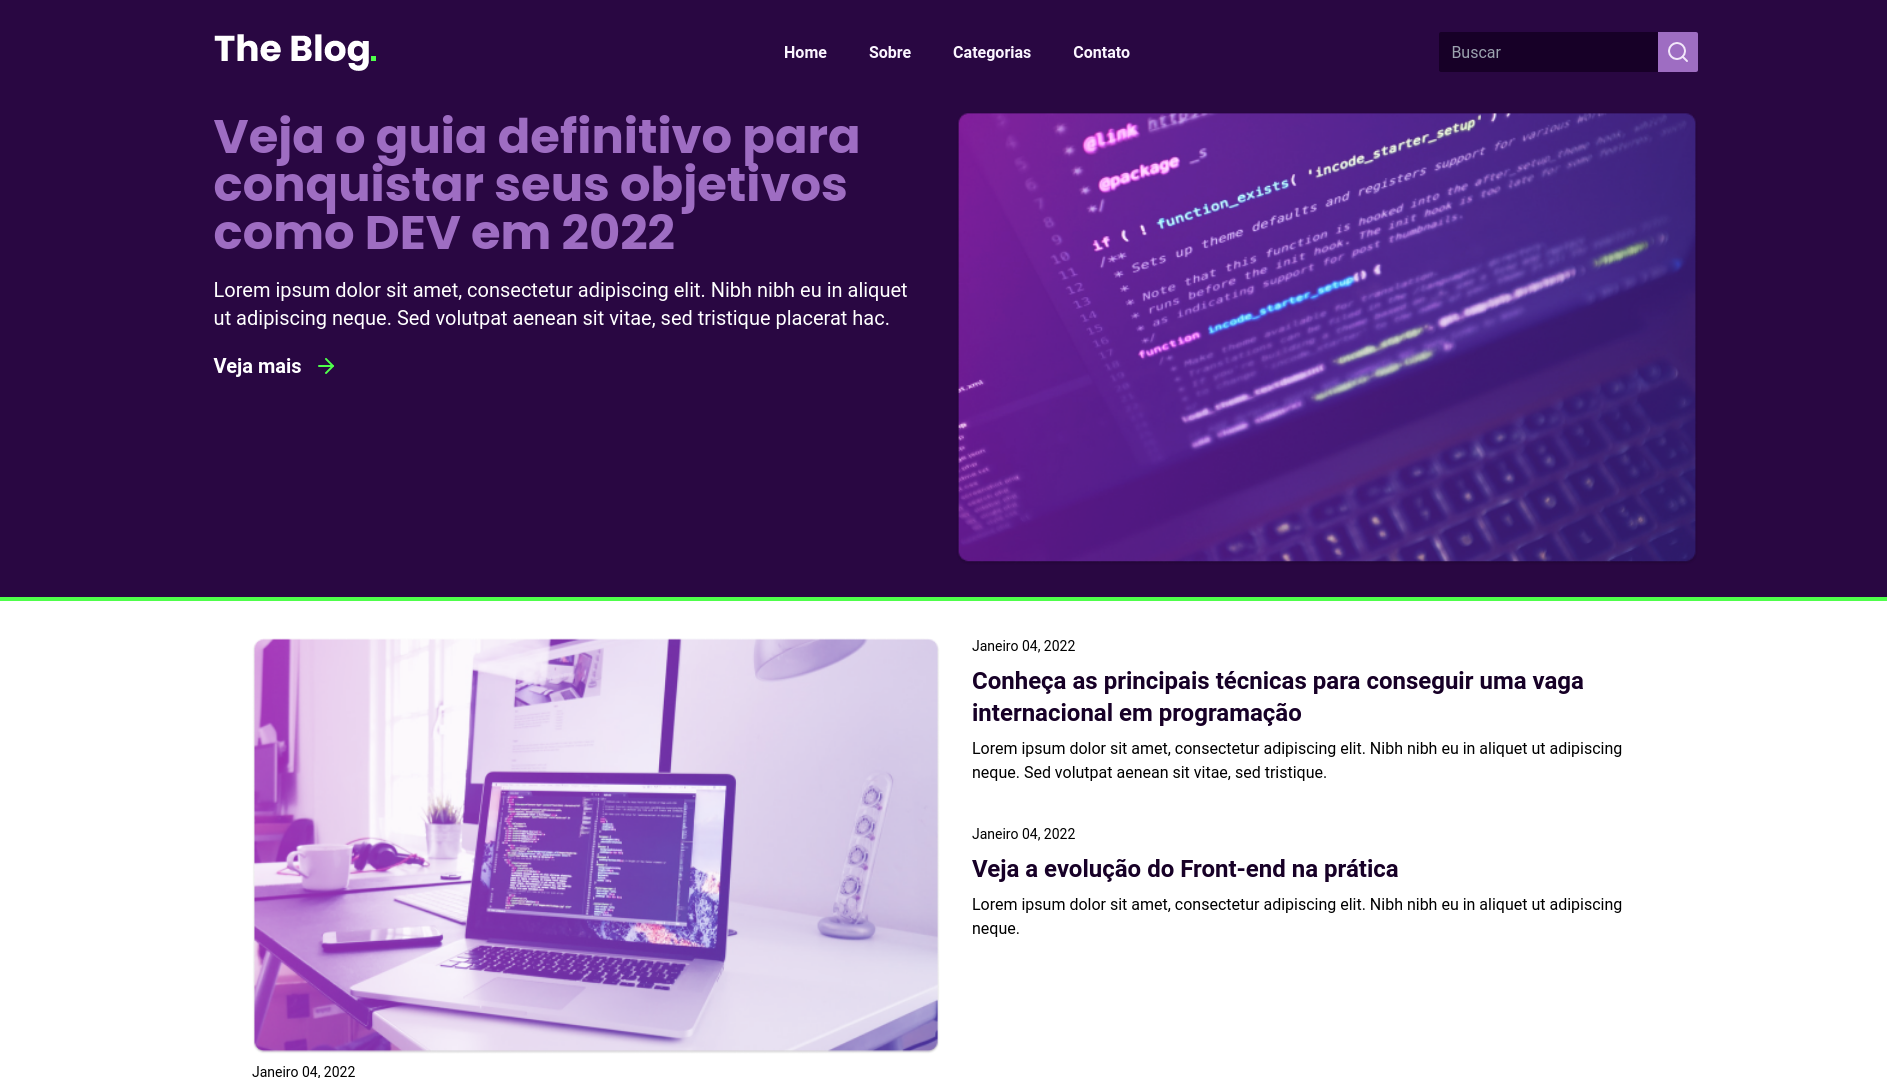 The Blog.
Home
Sobre
Categorias
Contato
Buscar
Veja o guia definitivo para
conquistar seus objetivos
como DEV em 2022
Lorem ipsum dolor sit amet, consectetur adipiscing elit. Nibh nibh eu in aliquet
ut adipiscing neque. Sed volutpat aenean sit vitae, sed tristique placerat hac.
Veja mais
* @link
* @package _s
*/
if ( ! function_exists( 'incode_starter_setup' ) 
/**
* Sets up theme defaults and registers support for various
*
* Note that this function is hooked into the after_setup_theme hook, which
* runs before the init hook. The init hook is too late for some features,
* as indicating support for post thumbnails.
*/
function incode_starter_setup() {
Janeiro 04, 2022
Conheça as principais técnicas para conseguir uma vaga
internacional em programação
Lorem ipsum dolor sit amet, consectetur adipiscing elit. Nibh nibh eu in aliquet ut adipiscing
neque. Sed volutpat aenean sit vitae, sed tristique.
Janeiro 04, 2022
Veja a evolução do Front-end na prática
Lorem ipsum dolor sit amet, consectetur adipiscing elit. Nibh nibh eu in aliquet ut adipiscing
neque.
Janeiro 04, 2022